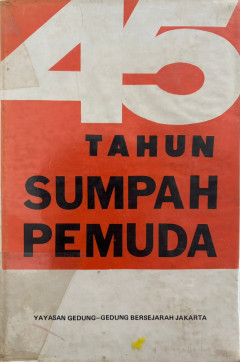 45
TAHUN
SUMPAH
PEMUDA
YAYASAN GEDUNG-GEDUNG BERSEJARAH JAKARTA